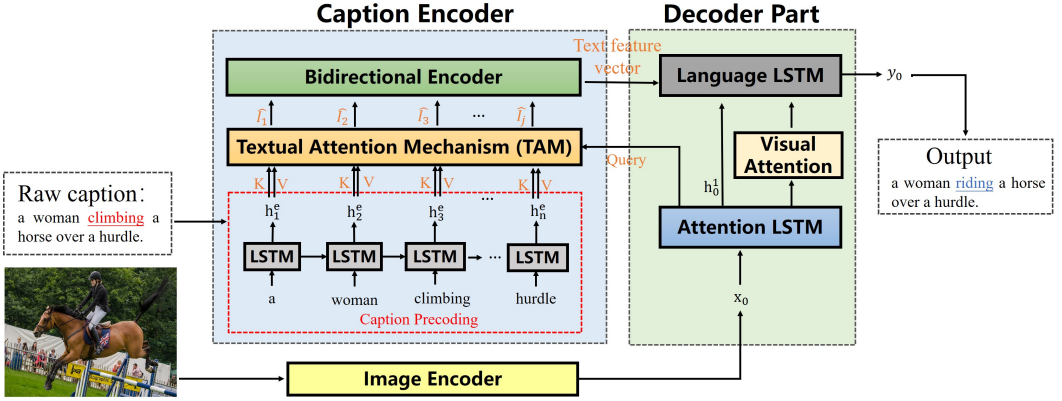 Caption Encoder
Decoder Part
Text feature
vector
Bidirectional Encoder
Language LSTM
y₀
Î₁
Î₂
Î₃
...
Îⱼ
Textual Attention Mechanism (TAM)
Query
Visual
Attention
Output
a woman riding a horse
over a hurdle.
K V
K V
K V
...
K V
Raw caption:
a woman climbing a
horse over a hurdle.
h₁ᵉ
h₂ᵉ
h₃ᵉ
hₙᵉ
h₀¹
Attention LSTM
LSTM
LSTM
LSTM
...
LSTM
a
woman
climbing
hurdle
Caption Precoding
x₀
Image Encoder